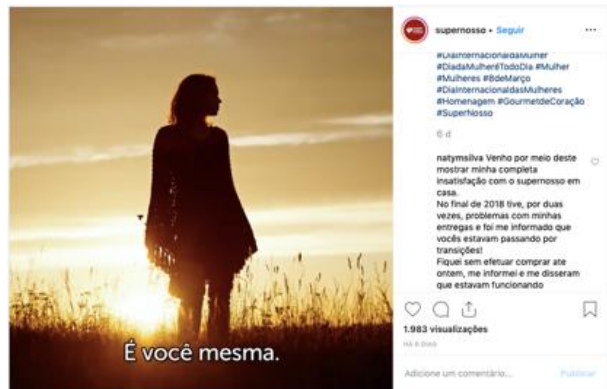 É você mesma.
supernosso • Seguir
#DiaInternacionaldaMulher
#DiadaMulheréTodoDia #Mulher
#Mulheres #8deMarço
#DiaInternacionaldasMulheres
#Homenagem #GourmetdeCoração
#SuperNosso
6 d
natymsilva Venho por meio deste
mostrar minha completa
insatisfação com o supernosso em
casa.
No final de 2018 tive, por duas
vezes, problemas com minhas
entregas e foi me informado que
vocês estavam passando por
transições!
Fiquei sem efetuar comprar ate
ontem, me informei e me disseram
que estavam funcionando
1.983 visualizações
HÁ 6 DIAS
Adicione um comentário...
Publicar